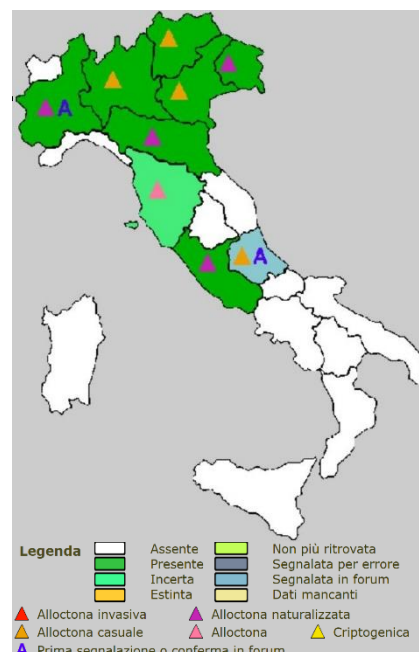 A
A
Legenda
Assente Non più ritrovata
Presente Segnalata per errore
Incerta Segnalata in forum
Estinta Dati mancanti
Alloctona invasiva Alloctona naturalizzata
Alloctona casuale Alloctona Criptogenica
A Prima segnalazione o conferma in forum